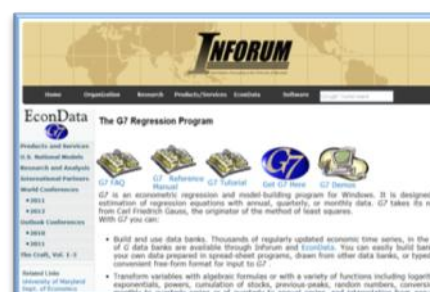 INFORUM
Home Organization Research Products/Services EconData Software
EconData
G7
Products and Services
U.S. National Models
Research and Analysis
International Partners
World Conferences
•2011
•2012
Outlook Conferences
•2010
•2011
The Craft, Vol. 1-3
Related Links
University of Maryland
Dept. of Economics
The G7 Regression Program
G7 FAQ
G7 Reference Manual
G7 Tutorial
Get G7 Here
G7 Demos
G7 is an econometric regression and model-building program for Windows. It is designed
estimation of regression equations with annual, quarterly, or monthly data. G7 takes its n
from Carl Friedrich Gauss, the originator of the method of least squares.
With G7 you can:
• Build and use data banks. Thousands of regularly updated economic time series, in the
of G data banks are available through Inforum and EconData. You can easily build ban
your own data prepared in spread-sheet programs, drawn from other data banks, or typed
convenient free-form format for input to G7.
• Transform variables with algebraic formulas or with a variety of functions including logarit
exponentials, powers, cumulation of stocks, previous-peaks, random numbers, conversi